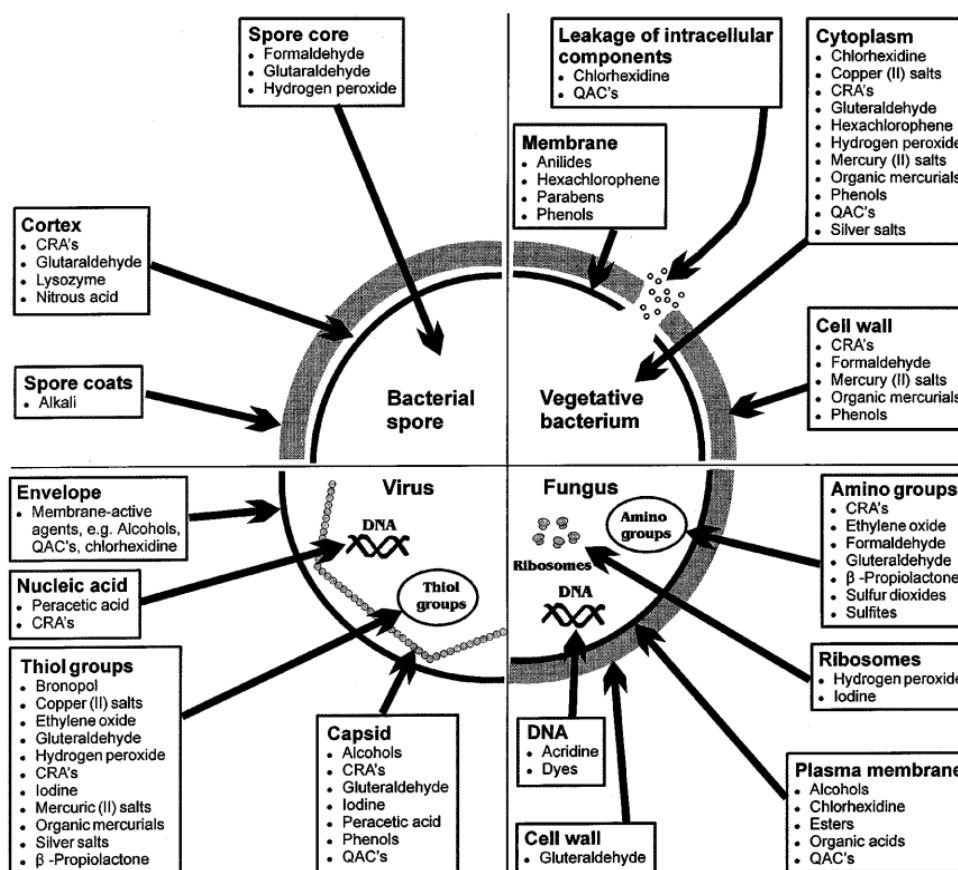 Spore core
• Formaldehyde
• Glutaraldehyde
• Hydrogen peroxide
Leakage of intracellular
components
• Chlorhexidine
• QAC's
Cytoplasm
• Chlorhexidine
• Copper (II) salts
• CRA's
• Gluteraldehyde
• Hexachlorophene
• Hydrogen peroxide
• Mercury (II) salts
• Organic mercurials
• Phenols
• QAC's
• Silver salts
Membrane
• Anilides
• Hexachlorophene
• Parabens
• Phenols
Cortex
• CRA's
• Glutaraldehyde
• Lysozyme
• Nitrous acid
Cell wall
• CRA's
• Formaldehyde
• Mercury (II) salts
• Organic mercurials
• Phenols
Spore coats
• Alkali
Bacterial
spore
Vegetative
bacterium
Virus
Fungus
Envelope
• Membrane-active
agents, e.g. Alcohols,
QAC's, chlorhexidine
DNA
Thiol
groups
Ribosomes
Amino
groups
DNA
Amino groups
• CRA's
• Ethylene oxide
• Formaldehyde
• Gluteraldehyde
• β -Propiolactone
• Sulfur dioxides
• Sulfites
Nucleic acid
• Peracetic acid
• CRA's
Thiol groups
• Bronopol
• Copper (II) salts
• Ethylene oxide
• Gluteraldehyde
• Hydrogen peroxide
• CRA's
• Iodine
• Mercuric (II) salts
• Organic mercurials
• Silver salts
• β -Propiolactone
Capsid
• Alcohols
• CRA's
• Gluteraldehyde
• Iodine
• Peracetic acid
• Phenols
• QAC's
DNA
• Acridine
• Dyes
Cell wall
• Gluteraldehyde
Ribosomes
• Hydrogen peroxide
• Iodine
Plasma membrane
• Alcohols
• Chlorhexidine
• Esters
• Organic acids
• QAC's